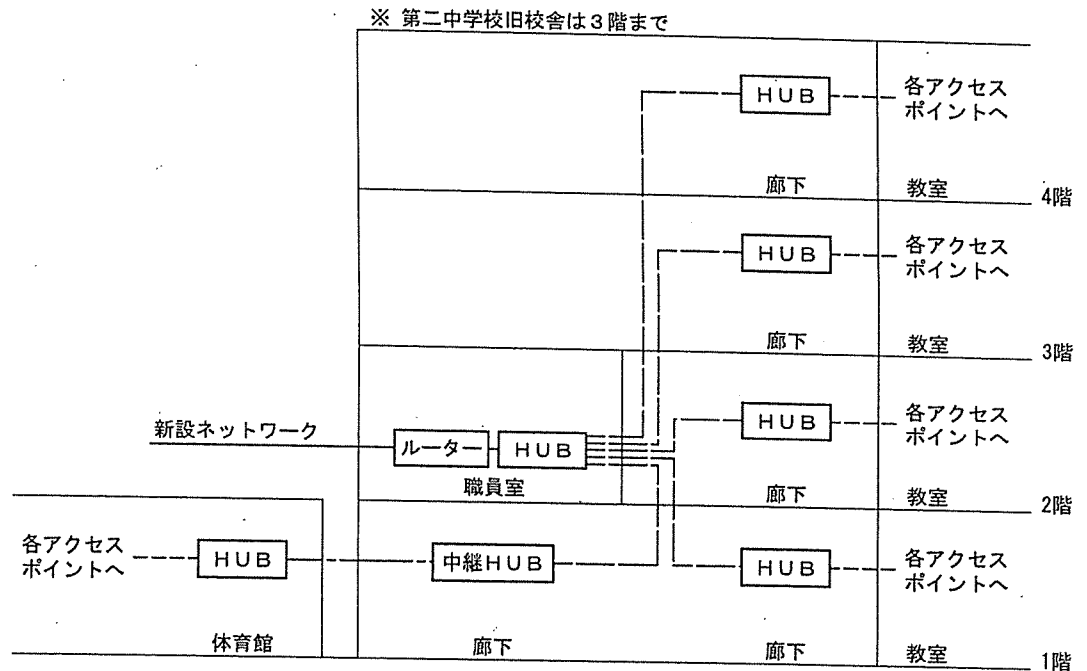 ※ 第二中学校旧校舎は3階まで
HUB
各アクセス
ポイントへ
廊下
教室
4階
HUB
各アクセス
ポイントへ
廊下
教室
3階
新設ネットワーク
ルーター
HUB
職員室
HUB
各アクセス
ポイントへ
廊下
教室
2階
各アクセス
ポイントへ
HUB
中継HUB
HUB
各アクセス
ポイントへ
体育館
廊下
廊下
教室
1階